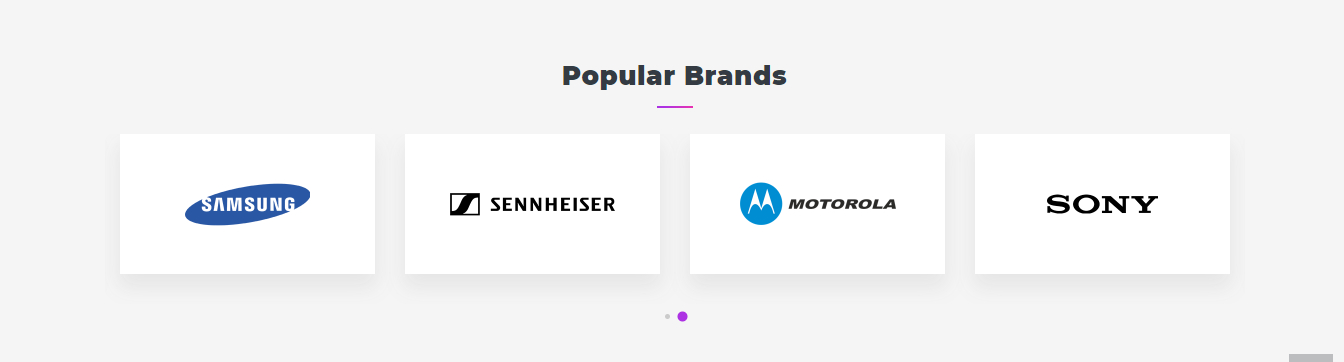 Popular Brands
SAMSUNG
SENNHEISER
MOTOROLA
SONY